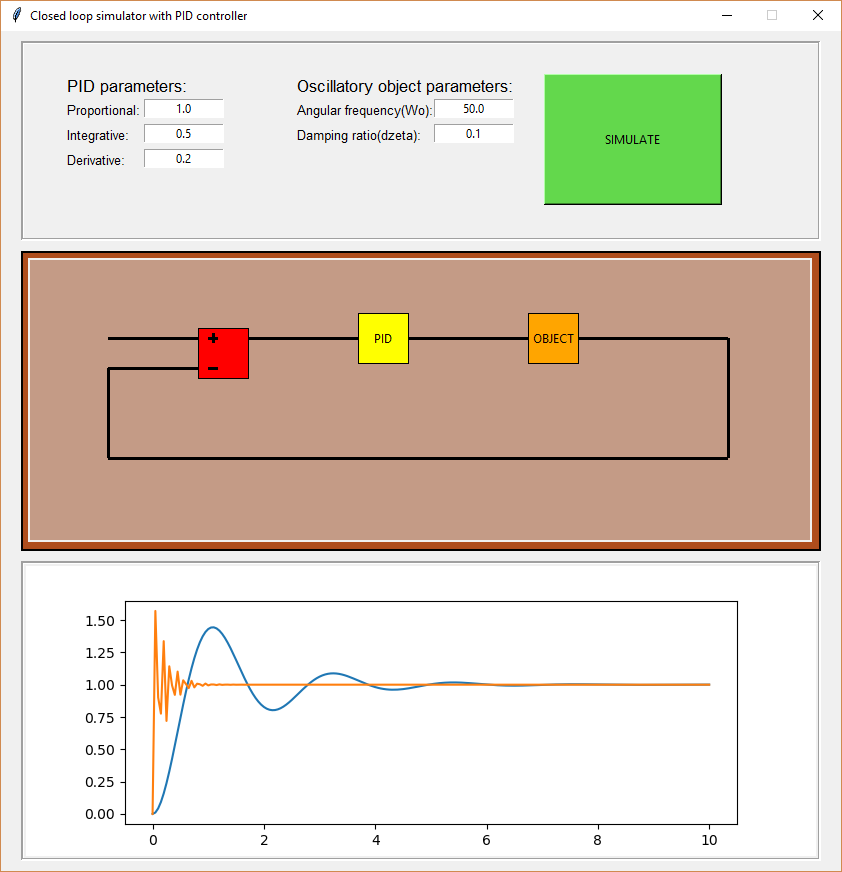 Closed loop simulator with PID controller
PID parameters:
Proportional: 1.0
Integrative: 0.5
Derivative: 0.2
Oscillatory object parameters:
Angular frequency(Wo): 50.0
Damping ratio(dzeta): 0.1
SIMULATE
+
−
PID
OBJECT
1.50
1.25
1.00
0.75
0.50
0.25
0.00
0 2 4 6 8 10